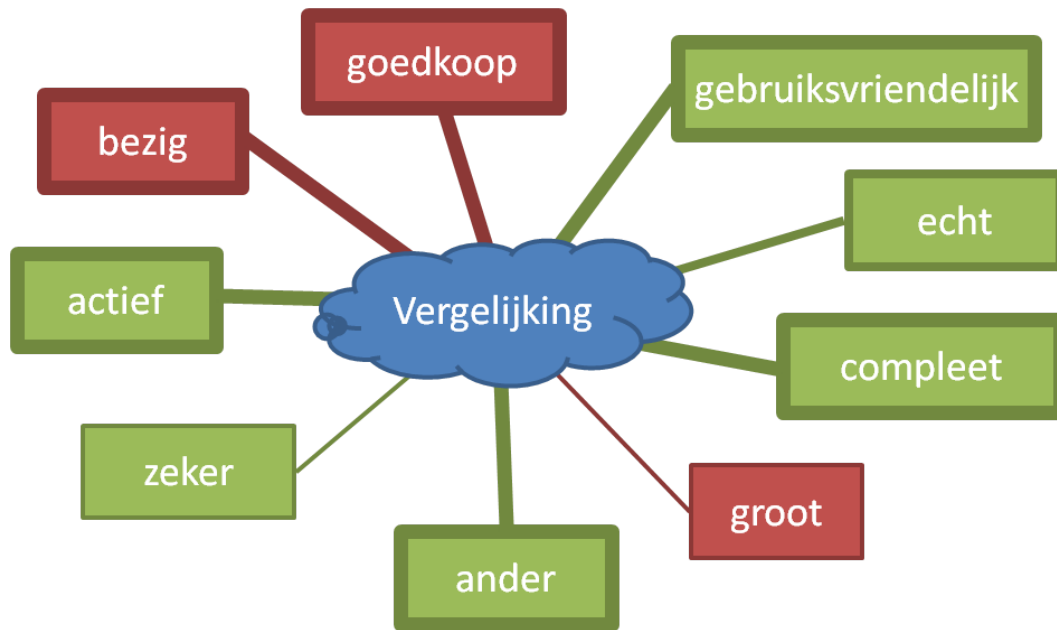 goedkoop
gebruiksvriendelijk
bezig
echt
actief
Vergelijking
compleet
zeker
groot
ander